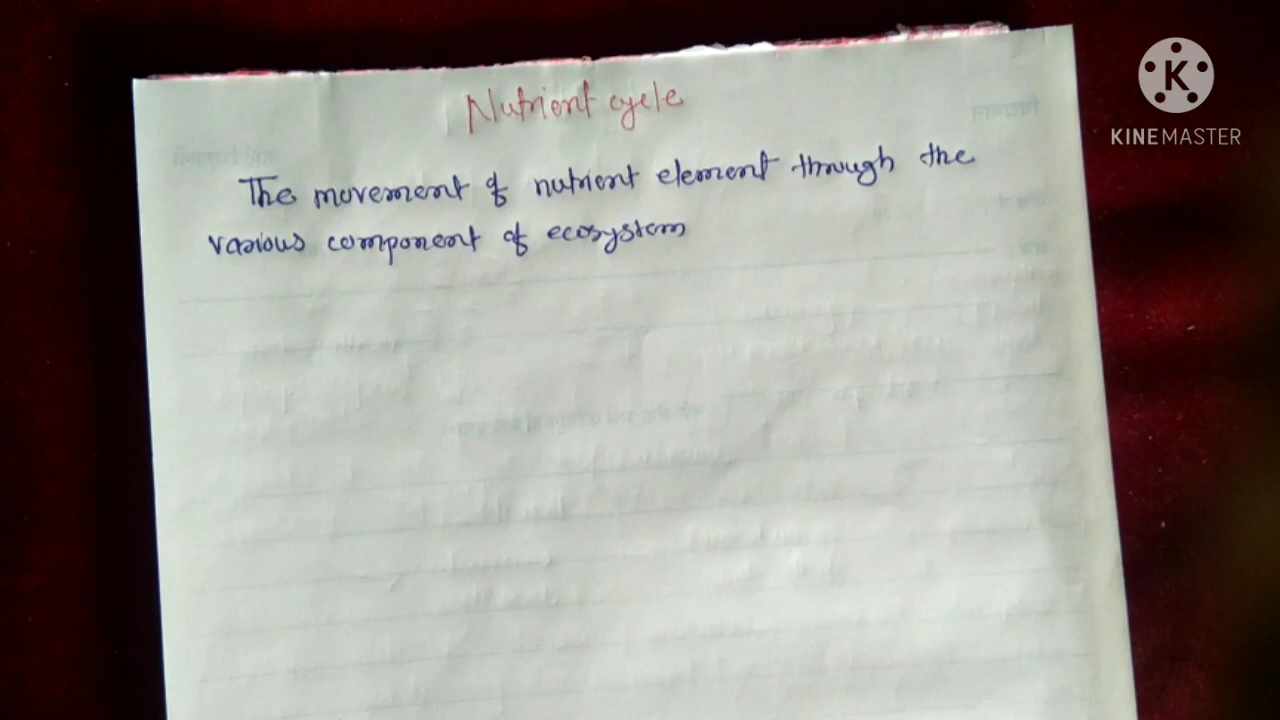 Nutrient cycle
The movement of nutrient element through the
various component of ecosystem
K
KINEMASTER